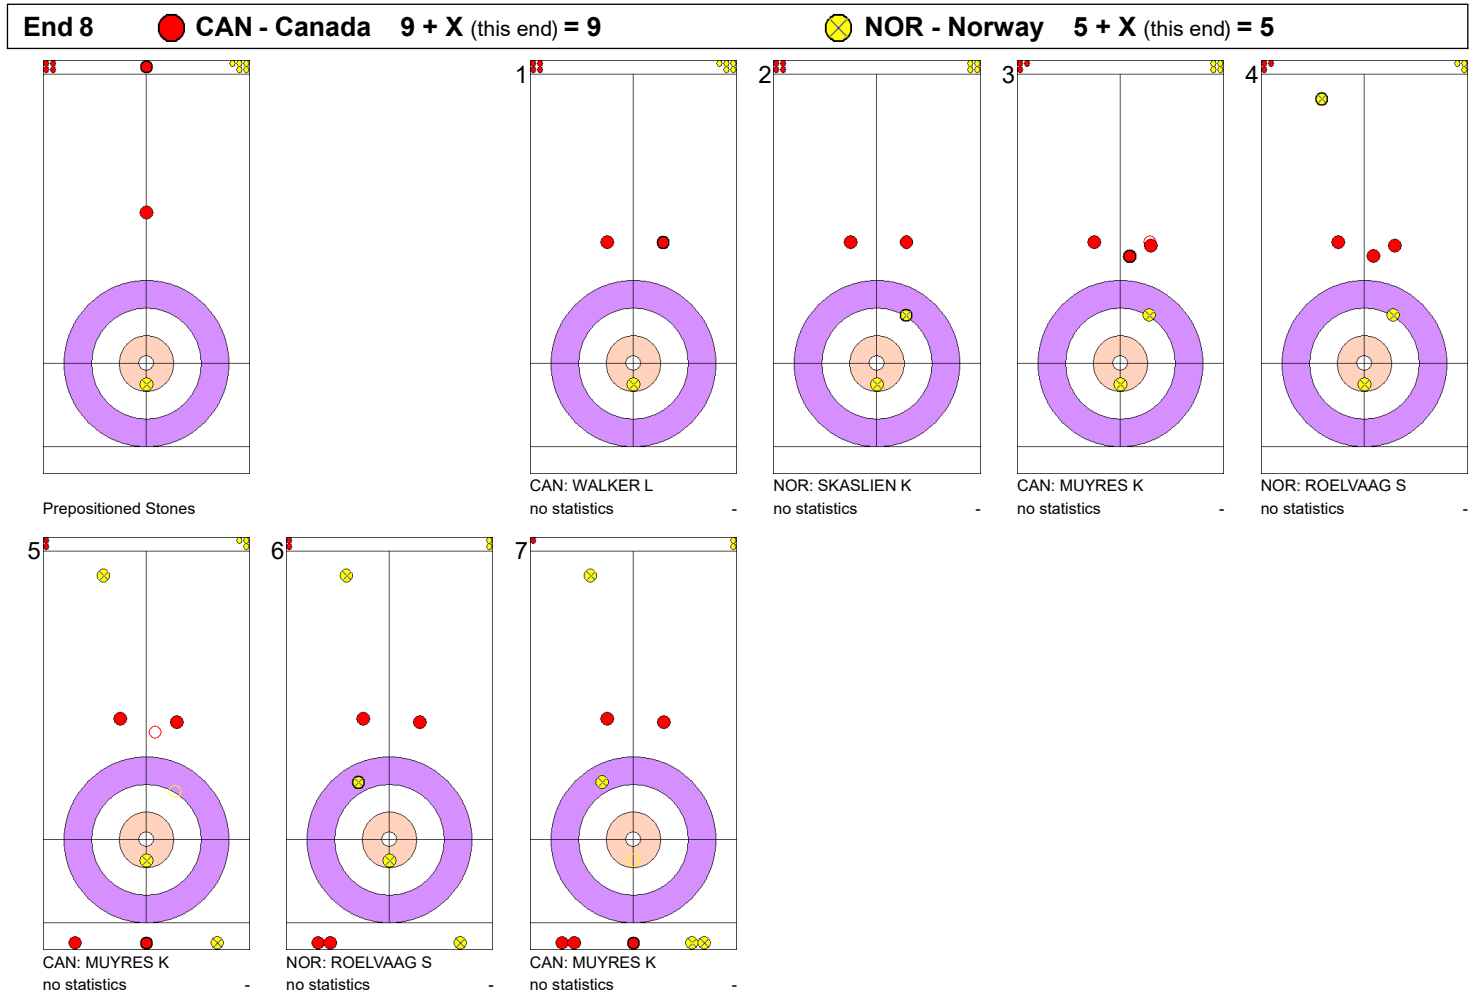 End 8 CAN - Canada 9 + X (this end) = 9 NOR - Norway 5 + X (this end) = 5
1 2 3 4
CAN: WALKER L NOR: SKASLIEN K CAN: MUYRES K NOR: ROELVAAG S
Prepositioned Stones no statistics - no statistics - no statistics - no statistics -
5 6 7
CAN: MUYRES K NOR: ROELVAAG S CAN: MUYRES K
no statistics - no statistics - no statistics -